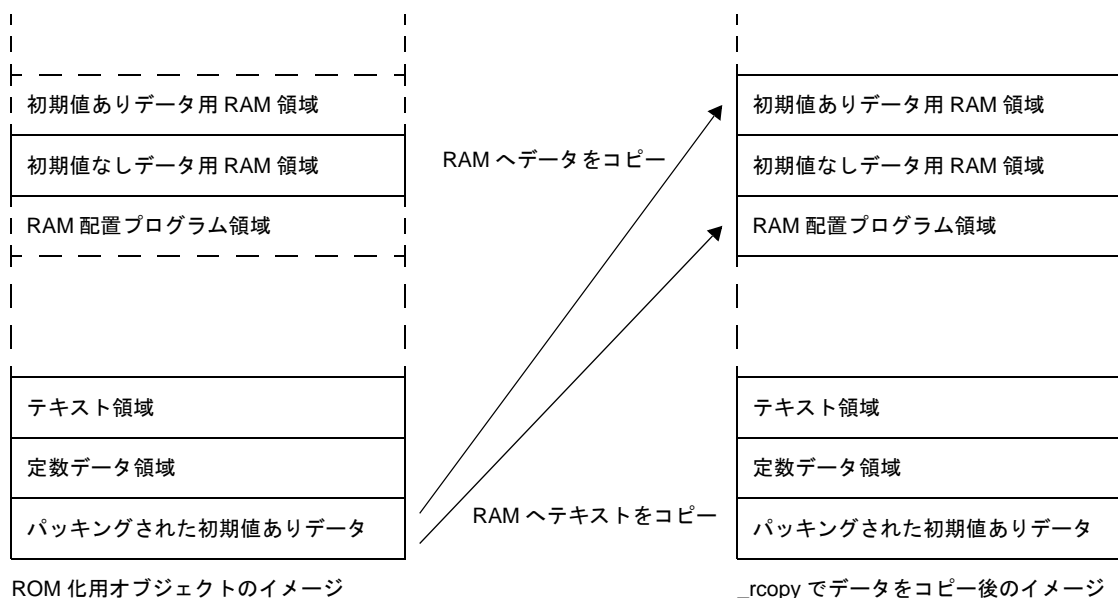 初期値ありデータ用 RAM 領域
初期値なしデータ用 RAM 領域
RAM 配置プログラム領域
テキスト領域
定数データ領域
パッキングされた初期値ありデータ
ROM 化用オブジェクトのイメージ
RAM へデータをコピー
RAM へテキストをコピー
初期値ありデータ用 RAM 領域
初期値なしデータ用 RAM 領域
RAM 配置プログラム領域
テキスト領域
定数データ領域
パッキングされた初期値ありデータ
_rcopy でデータをコピー後のイメージ